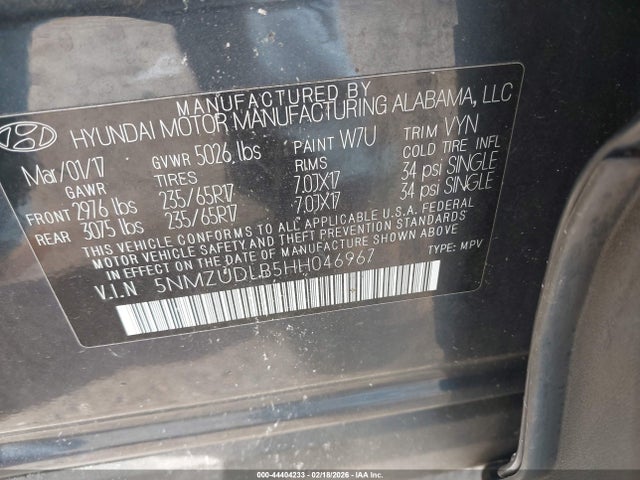 MANUFACTURED BY
HYUNDAI MOTOR MANUFACTURING ALABAMA, LLC
Mar/01/17 GVWR 5026 lbs PAINT W7U TRIM VYN
GAWR TIRES RIMS COLD TIRE INFL
FRONT 2976 lbs 235/65R17 7.0JX17 34 psi SINGLE
REAR 3075 lbs 235/65R17 7.0JX17 34 psi SINGLE
THIS VEHICLE CONFORMS TO ALL APPLICABLE U.S.A. FEDERAL
MOTOR VEHICLE SAFETY BUMPER, AND THEFT PREVENTION STANDARDS
IN EFFECT ON THE DATE OF MANUFACTURE SHOWN ABOVE.
V.I.N 5NMZUDLB5HH046967 TYPE: MPV
000-44404233 - 02/18/2026 - IAA Inc.